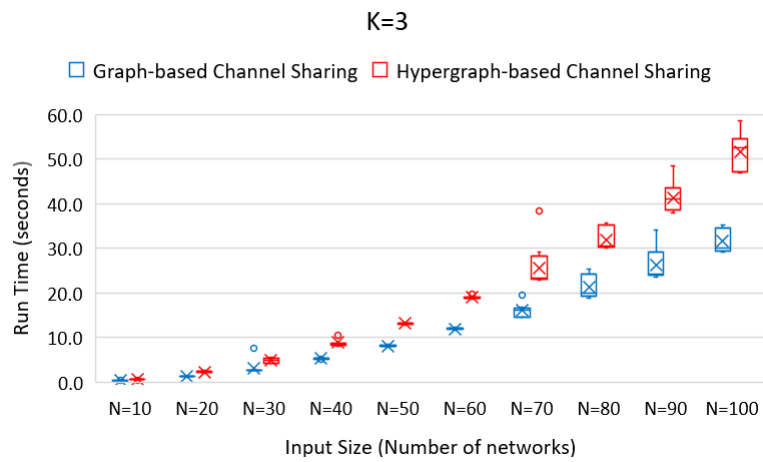 K=3
Graph-based Channel Sharing Hypergraph-based Channel Sharing
60.0
50.0
40.0
30.0
20.0
10.0
0.0
Run Time (seconds)
N=10 N=20 N=30 N=40 N=50 N=60 N=70 N=80 N=90 N=100
Input Size (Number of networks)